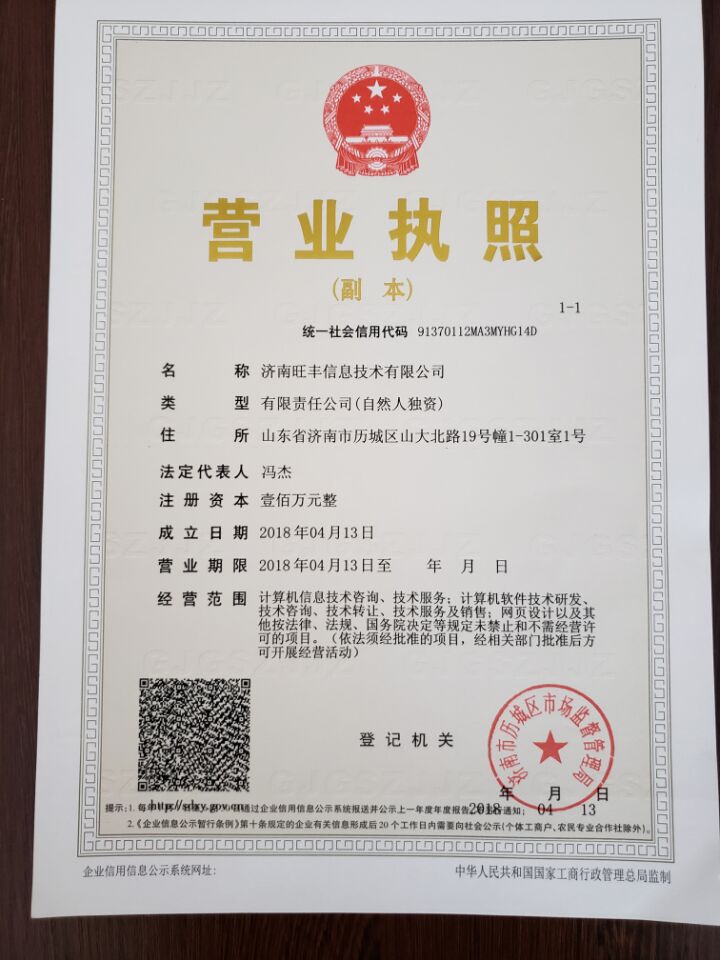 营业执照
(副 本)
1-1
统一社会信用代码 91370112MA3MYHG14D
名 称 济南旺丰信息技术有限公司
类 型 有限责任公司(自然人独资)
住 所 山东省济南市历城区山大北路19号幢1-301室1号
法定代表人 冯杰
注册资本 壹佰万元整
成立日期 2018年04月13日
营业期限 2018年04月13日至 年 月 日
经营范围 计算机信息技术咨询、技术服务；计算机软件技术研发、
技术咨询、技术转让、技术服务及销售；网页设计以及其
他按法律、法规、国务院决定等规定未禁止和不需经营许
可的项目。（依法须经批准的项目，经相关部门批准后方
可开展经营活动）
登记机关
济南市历城区市场监督管理局
年 月 日
2018 04 13
提示：1. 每年 通过企业信用信息公示系统报送并公示上一年度年度报告，
2.《企业信息公示暂行条例》第十条规定的企业有关信息形成后20个工作日内需要向社会公示(个体工商户、农民专业合作社除外)。
企业信用信息公示系统网址:
中华人民共和国国家工商行政管理总局监制